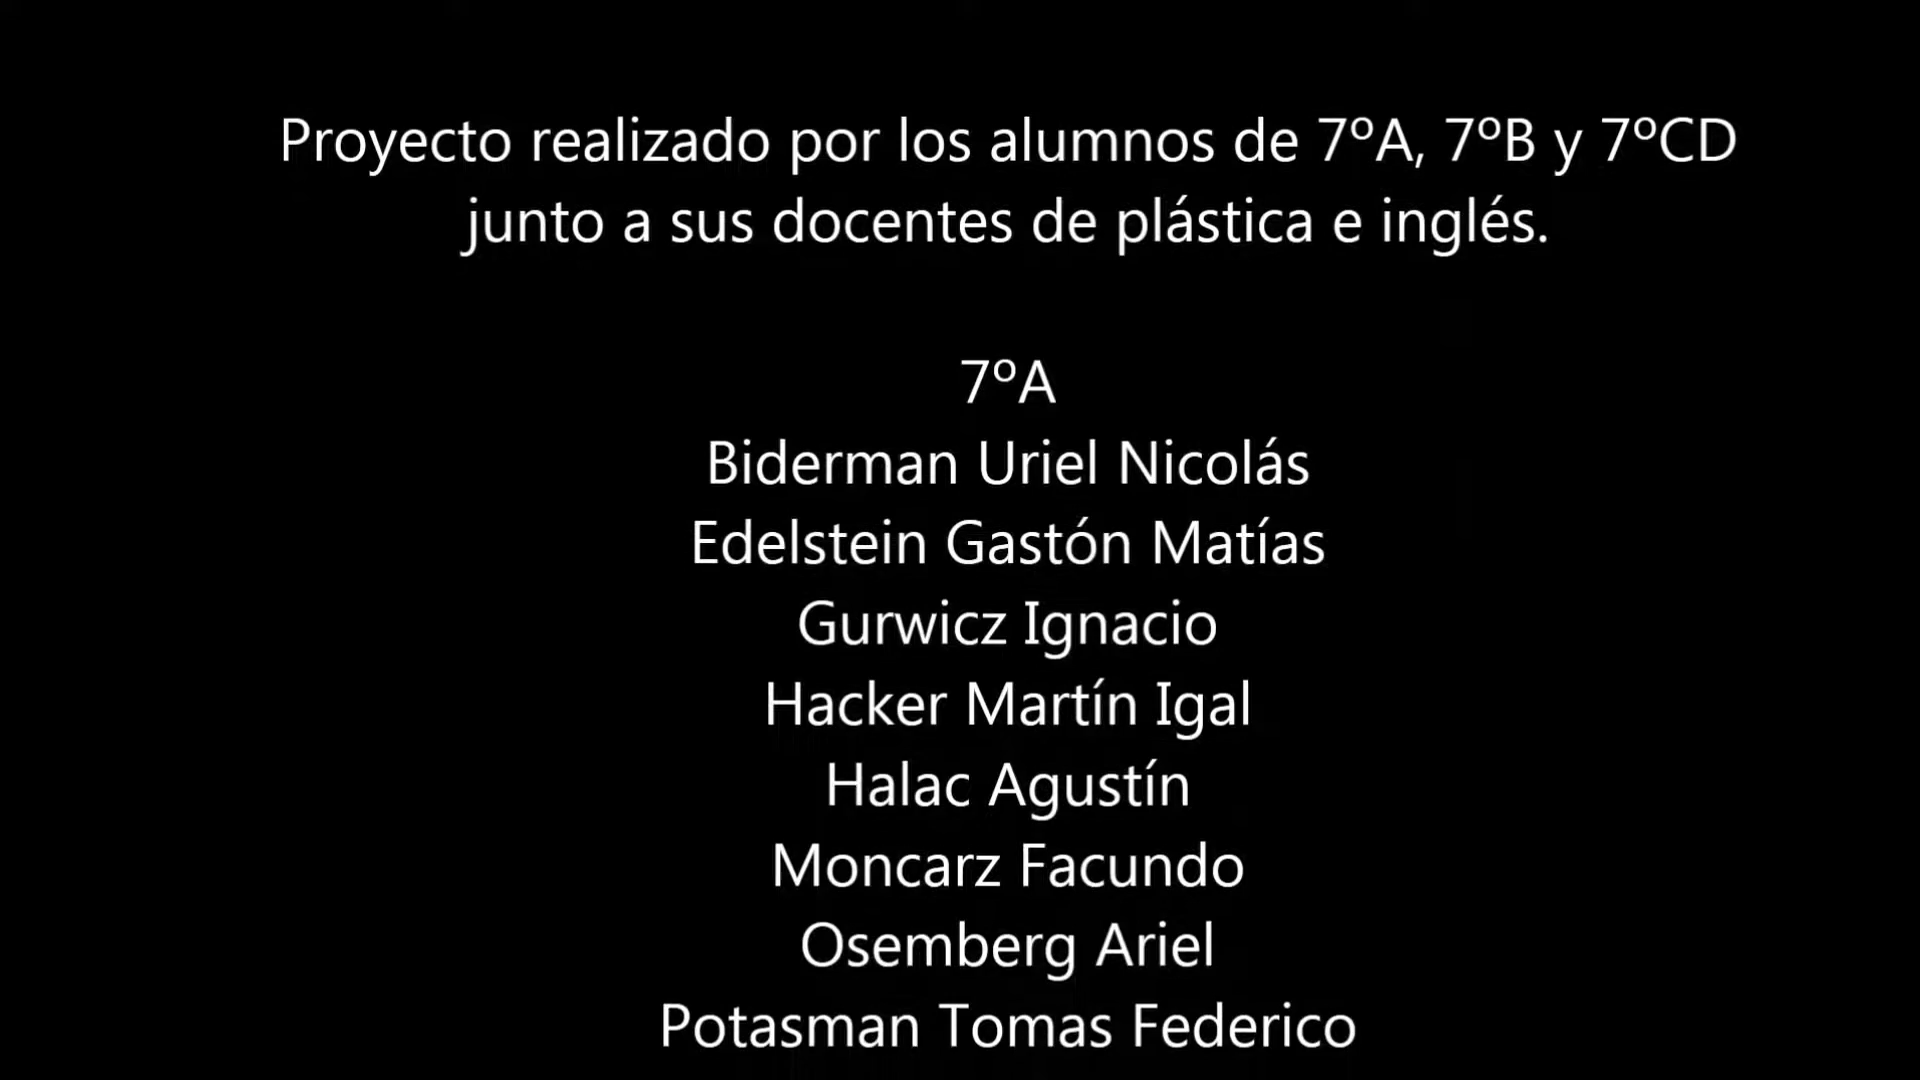 Proyecto realizado por los alumnos de 7ºA, 7ºB y 7ºCD
junto a sus docentes de plástica e inglés.
7ºA
Biderman Uriel Nicolás
Edelstein Gastón Matías
Gurwicz Ignacio
Hacker Martín Igal
Halac Agustín
Moncarz Facundo
Osemberg Ariel
Potasman Tomas Federico